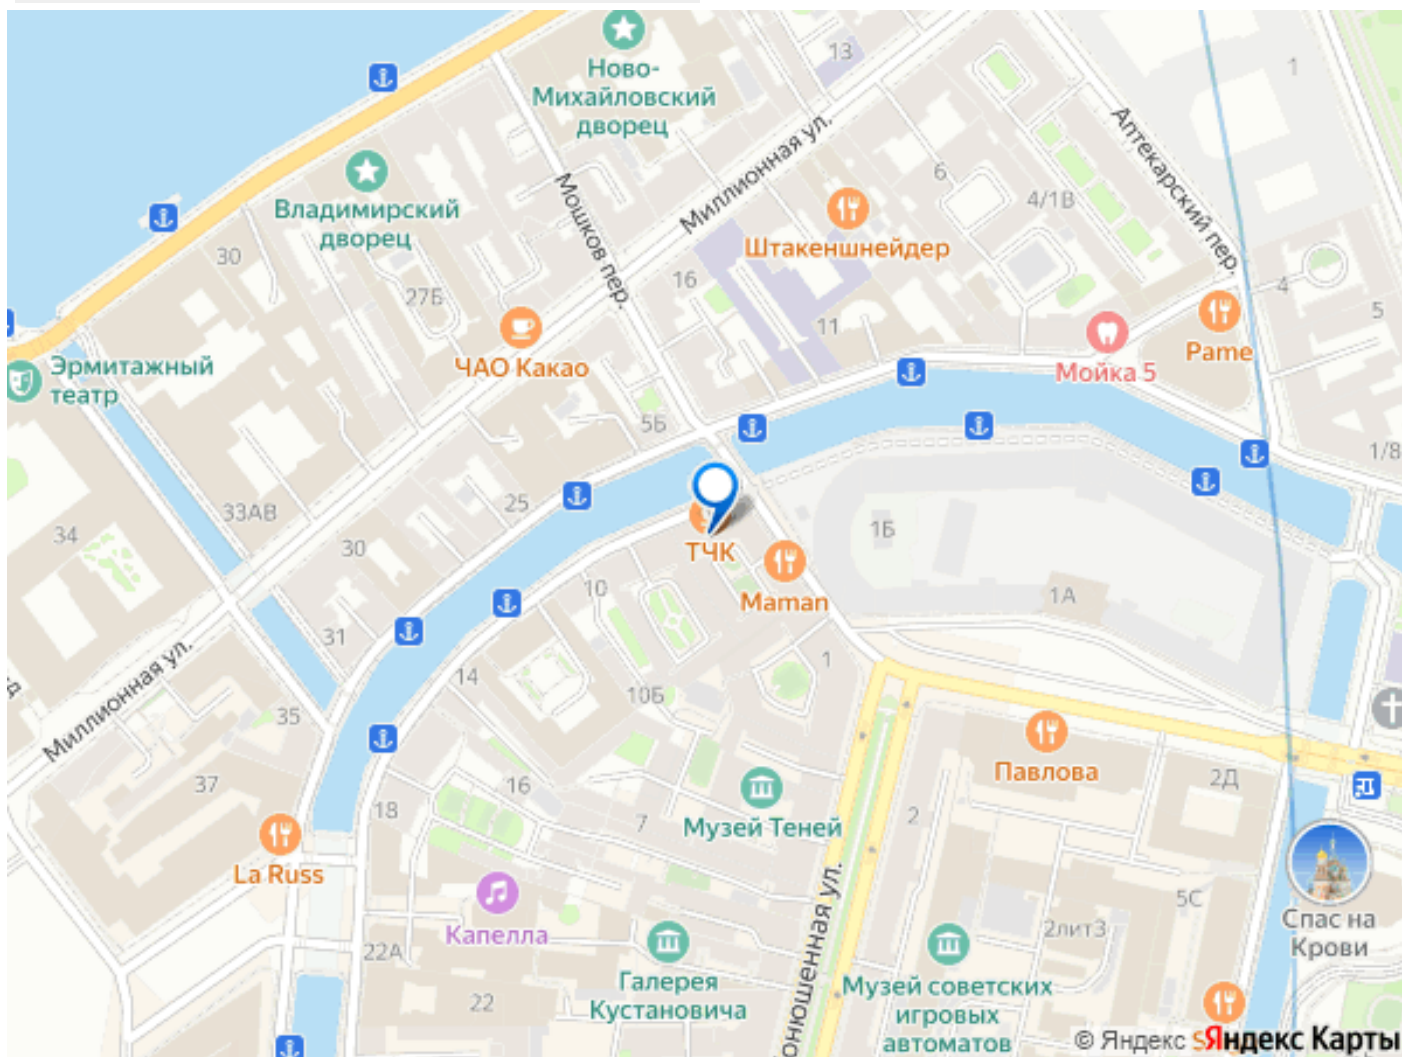 Ново-
Михайловский
дворец
13
1
Миллионная ул.
Аптекарский пер.
Владимирский
дворец
Мошков пер.
6
4/1В
Штакеншнейдер
30
27Б
16
11
4
5
ЧАО Какао
Pame
Мойка 5
Эрмитажный
театр
5Б
1/8
25
33АВ
34
30
1Б
ТЧК
Maman
10
1А
31
Миллионная ул.
14
1
10Б
35
Павлова
37
16
18
7
2
2Д
Музей Теней
La Russ
5С
Спас на
Крови
Капелла
22А
2лит3
онюшенная ул.
Галерея
Кустановича
22
Музей советских
игровых
автоматов
© Яндекс
Яндекс Карты